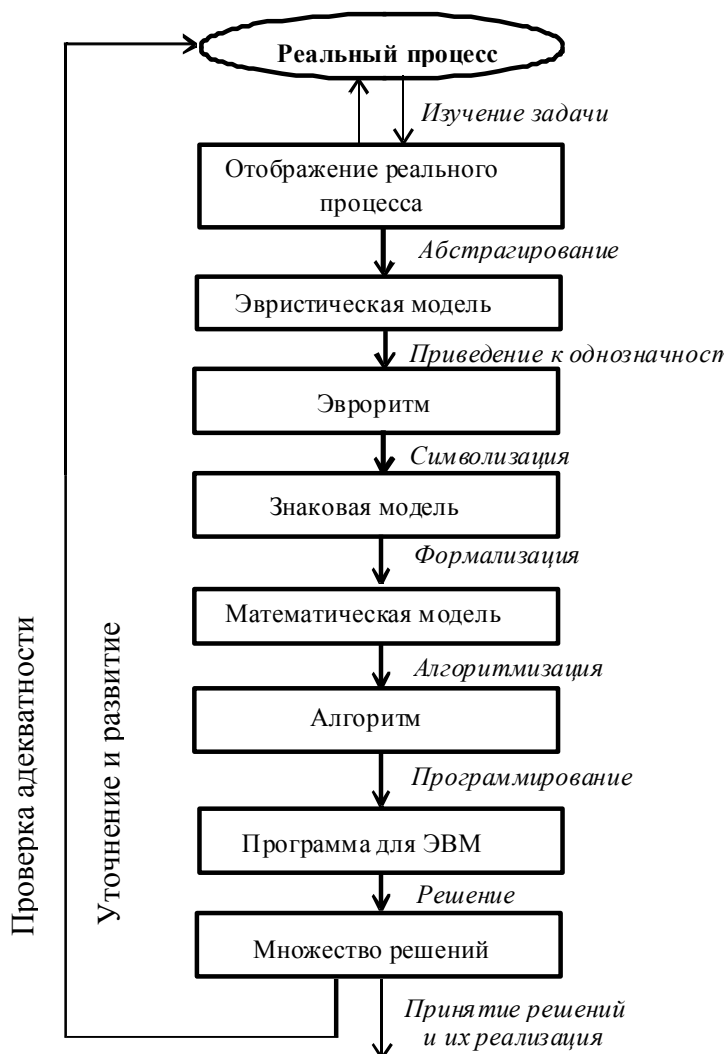 Реальный процесс
Изучение задачи
Отображение реального
процесса
Абстрагирование
Эвристическая модель
Приведение к однозначност
Эвроритм
Символизация
Знаковая модель
Формализация
Математическая модель
Алгоритмизация
Алгоритм
Программирование
Программа для ЭВМ
Решение
Множество решений
Принятие решений
и их реализация
Проверка адекватности
Уточнение и развитие